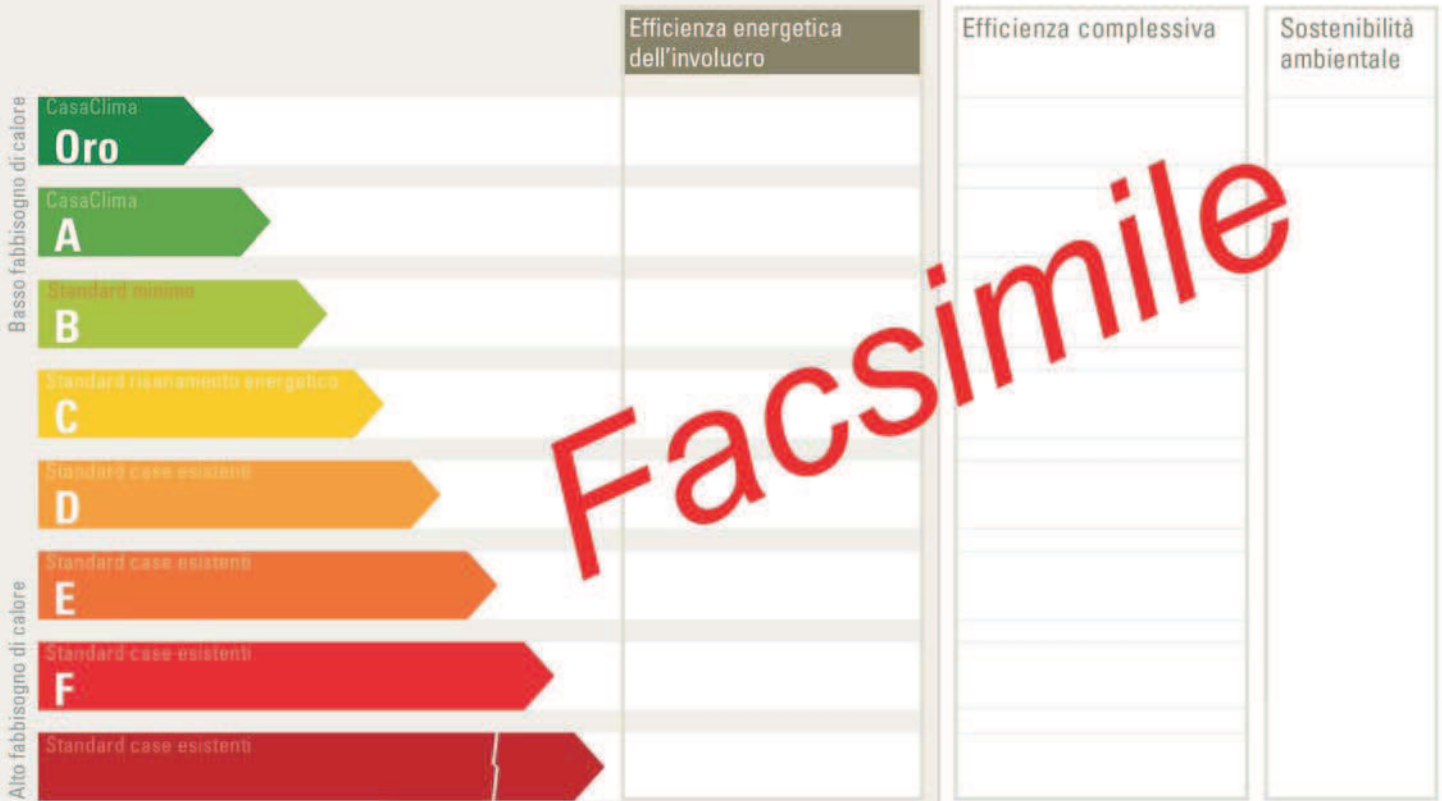 Efficienza energetica
dell'involucro
Efficienza complessiva
Sostenibilità
ambientale
Basso fabbisogno di calore
CasaClima
Oro
CasaClima
A
Standard minimo
B
Standard risanamento energetico
C
Standard case esistenti
D
Standard case esistenti
E
Standard case esistenti
F
Standard case esistenti
Alto fabbisogno di calore
Facsimile